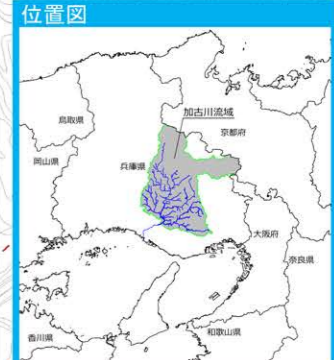 位置図
加古川流域
鳥取県
京都府
岡山県
兵庫県
大阪府
奈良県
和歌山県
香川県